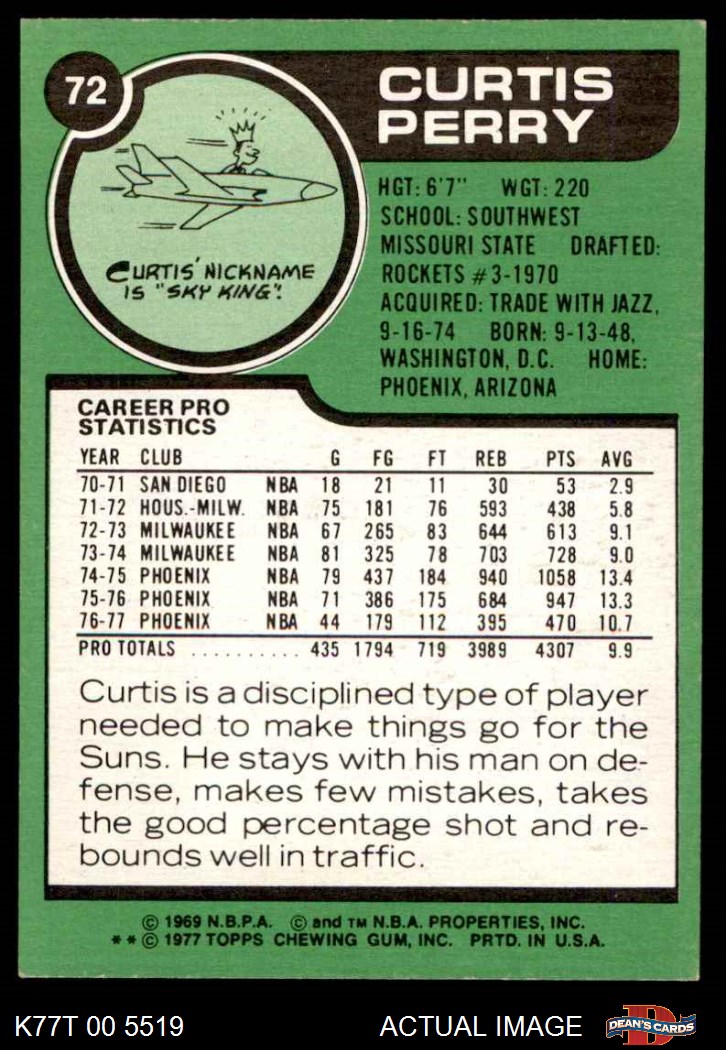 72
CURTIS
PERRY
CURTIS' NICKNAME
IS "SKY KING"!
HGT: 6'7" WGT: 220
SCHOOL: SOUTHWEST
MISSOURI STATE DRAFTED:
ROCKETS #3-1970
ACQUIRED: TRADE WITH JAZZ,
9-16-74 BORN: 9-13-48,
WASHINGTON, D.C. HOME:
PHOENIX, ARIZONA
CAREER PRO
STATISTICS
YEAR CLUB G FG FT REB PTS AVG
70-71 SAN DIEGO NBA 18 21 11 30 53 2.9
71-72 HOUS.-MILW. NBA 75 181 76 593 438 5.8
72-73 MILWAUKEE NBA 67 265 83 644 613 9.1
73-74 MILWAUKEE NBA 81 325 78 703 728 9.0
74-75 PHOENIX NBA 79 437 184 940 1058 13.4
75-76 PHOENIX NBA 71 386 175 684 947 13.3
76-77 PHOENIX NBA 44 179 112 395 470 10.7
PRO TOTALS .......... 435 1794 719 3989 4307 9.9
Curtis is a disciplined type of player
needed to make things go for the
Suns. He stays with his man on de-
fense, makes few mistakes, takes
the good percentage shot and re-
bounds well in traffic.
© 1969 N.B.P.A. © and TM N.B.A. PROPERTIES, INC.
** © 1977 TOPPS CHEWING GUM, INC. PRTD. IN U.S.A.
K77T 00 5519 ACTUAL IMAGE
D
DEAN'S CARDS